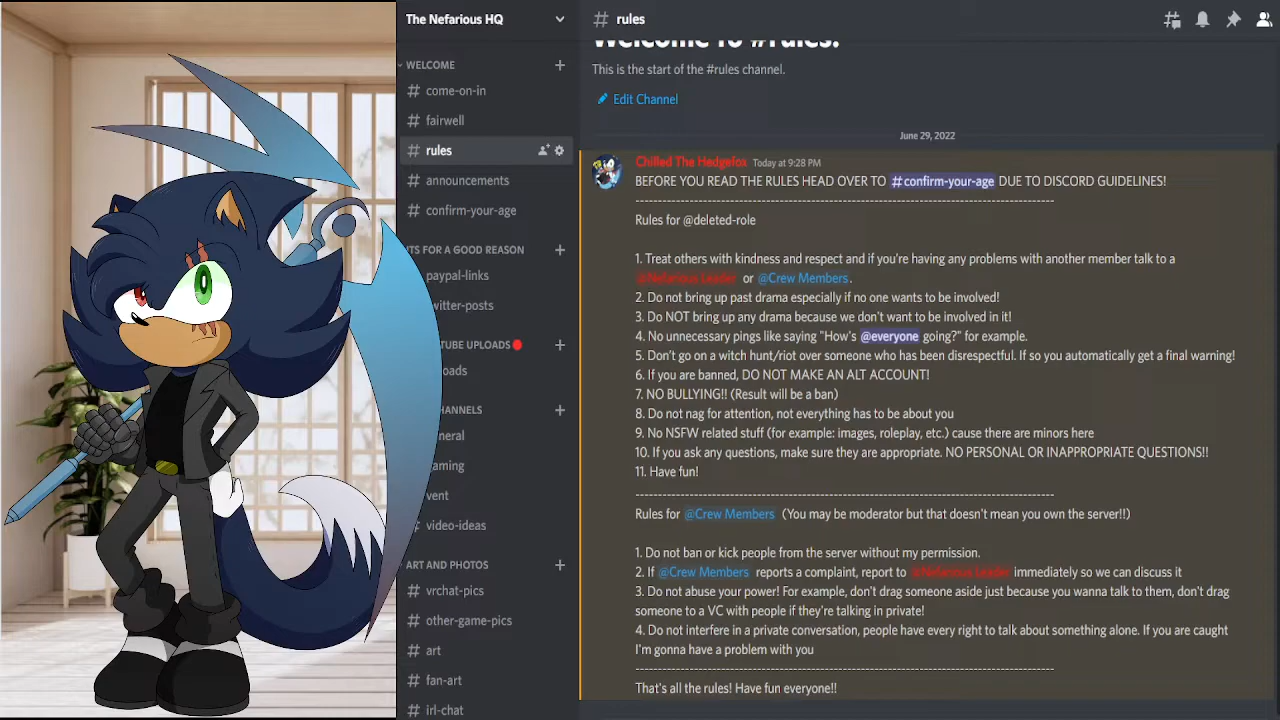 The Nefarious HQ
WELCOME
# come-on-in
# fairwell
# rules
# announcements
# confirm-your-age
TS FOR A GOOD REASON
paypal-links
witter-posts
TUBE UPLOADS
oads
HANNELS
neral
aming
vent
video-ideas
ART AND PHOTOS
# vrchat-pics
# other-game-pics
# art
# fan-art
# irl-chat
# rules
Welcome to #rules!
This is the start of the #rules channel.
Edit Channel
June 29, 2022
Chilled The Hedgefox Today at 9:28 PM
BEFORE YOU READ THE RULES HEAD OVER TO #confirm-your-age DUE TO DISCORD GUIDELINES!
------------------------------------------------------------------------------------------
Rules for @deleted-role
1. Treat others with kindness and respect and if you're having any problems with another member talk to a
@Nefarious Leader or @Crew Members.
2. Do not bring up past drama especially if no one wants to be involved!
3. Do NOT bring up any drama because we don't want to be involved in it!
4. No unnecessary pings like saying "How's @everyone going?" for example.
5. Don't go on a witch hunt/riot over someone who has been disrespectful. If so you automatically get a final warning!
6. If you are banned, DO NOT MAKE AN ALT ACCOUNT!
7. NO BULLYING!! (Result will be a ban)
8. Do not nag for attention, not everything has to be about you
9. No NSFW related stuff (for example: images, roleplay, etc.) cause there are minors here
10. If you ask any questions, make sure they are appropriate. NO PERSONAL OR INAPPROPRIATE QUESTIONS!!
11. Have fun!
------------------------------------------------------------------------------------------
Rules for @Crew Members (You may be moderator but that doesn't mean you own the server!!)
1. Do not ban or kick people from the server without my permission.
2. If @Crew Members reports a complaint, report to @Nefarious Leader immediately so we can discuss it
3. Do not abuse your power! For example, don't drag someone aside just because you wanna talk to them, don't drag
someone to a VC with people if they're talking in private!
4. Do not interfere in a private conversation, people have every right to talk about something alone. If you are caught
I'm gonna have a problem with you
------------------------------------------------------------------------------------------
That's all the rules! Have fun everyone!!